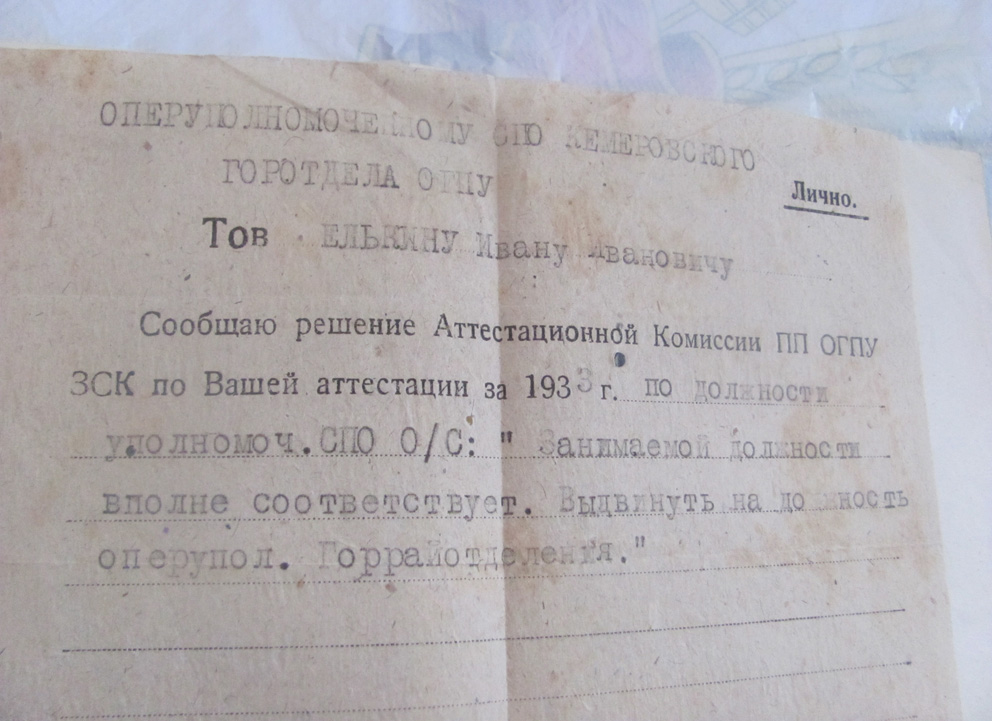 ОПЕРУПОЛНОМОЧЕННОМУ СПО КЕМЕРОВСКОГО
ГОРОТДЕЛА ОГПУ
Лично.
Тов ЕЛЬКИНУ Ивану Ивановичу
Сообщаю решение Аттестационной Комиссии ПП ОГПУ
ЗСК по Вашей аттестации за 1933 г. по должности
уполномоч. СПО О/С: " Занимаемой должности
вполне соответствует. Выдвинуть на должность
оперупол. Горрайотделения."